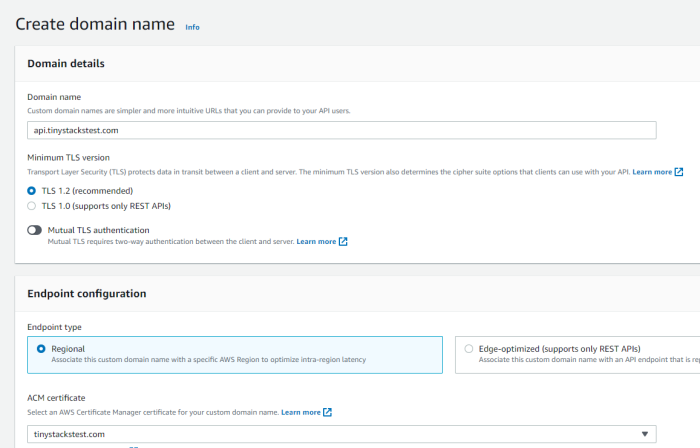 Create domain name Info
Domain details
Domain name
Custom domain names are simpler and more intuitive URLs that you can provide to your API users.
api.tinystackstest.com
Minimum TLS version
Transport Layer Security (TLS) protects data in transit between a client and server. The minimum TLS version also determines the cipher suite options that clients can use with your API. Learn more
TLS 1.2 (recommended)
TLS 1.0 (supports only REST APIs)
Mutual TLS authentication
Mutual TLS requires two-way authentication between the client and server. Learn more
Endpoint configuration
Endpoint type
Regional
Associate this custom domain name with a specific AWS Region to optimize intra-region latency
Edge-optimized (supports only REST APIs)
Associate this custom domain name with an API endpoint that is
ACM certificate
Select an AWS Certificate Manager certificate for your custom domain name. Learn more
tinystackstest.com